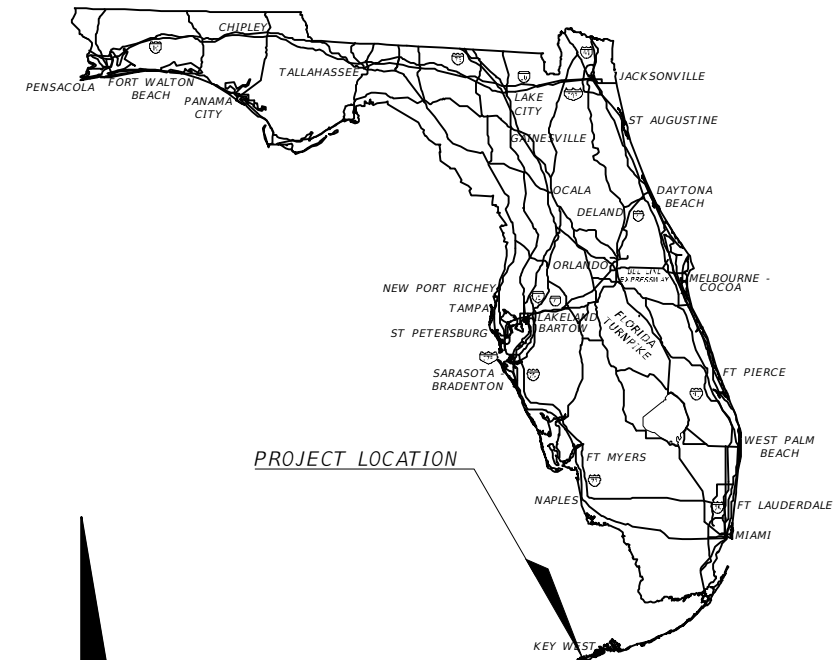 CHIPLEY
PENSACOLA
FORT WALTON
BEACH
PANAMA
CITY
TALLAHASSEE
LAKE
CITY
JACKSONVILLE
ST AUGUSTINE
GAINESVILLE
OCALA
DAYTONA
BEACH
DELAND
ORLANDO
EXPRESSWAY
MELBOURNE -
COCOA
NEW PORT RICHEY
TAMPA
LAKELAND
BARTOW
ST PETERSBURG
FLORIDA
TURNPIKE
SARASOTA -
BRADENTON
FT PIERCE
WEST PALM
BEACH
PROJECT LOCATION
FT MYERS
NAPLES
FT LAUDERDALE
MIAMI
KEY WEST